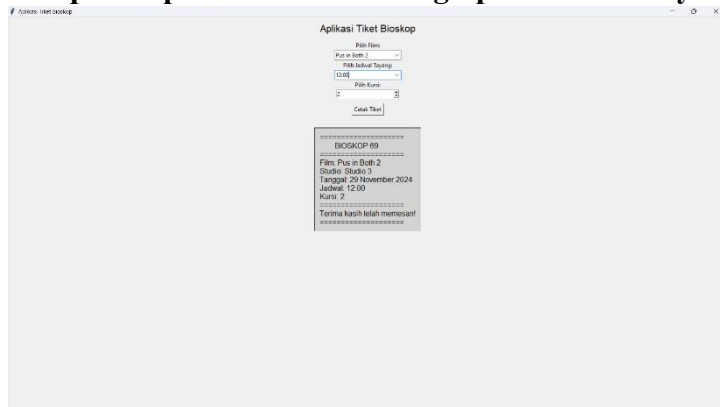 Aplikasi Tiket Bioskop
Aplikasi Tiket Bioskop
Pilih Film:
Pus in Both 2
Pilih Jadwal Tayang:
12:00
Pilih Kursi:
2
Cetak Tiket
====================
BIOSKOP 69
====================
Film: Pus in Both 2
Studio: Studio 3
Tanggal: 29 November 2024
Jadwal: 12:00
Kursi: 2
====================
Terima kasih telah memesan!
====================